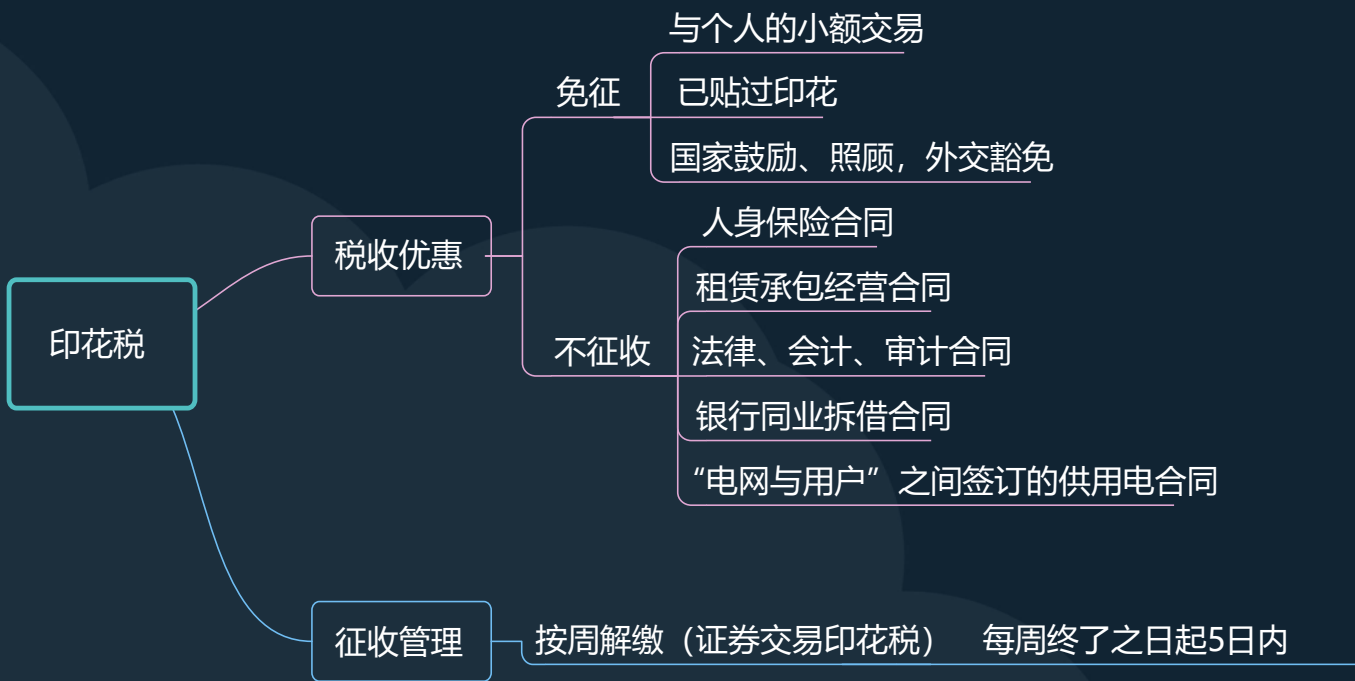 与个人的小额交易
免征
已贴过印花
国家鼓励、照顾，外交豁免
人身保险合同
税收优惠
租赁承包经营合同
印花税
不征收
法律、会计、审计合同
银行同业拆借合同
“电网与用户”之间签订的供用电合同
征收管理
按周解缴（证券交易印花税） 每周终了之日起5日内